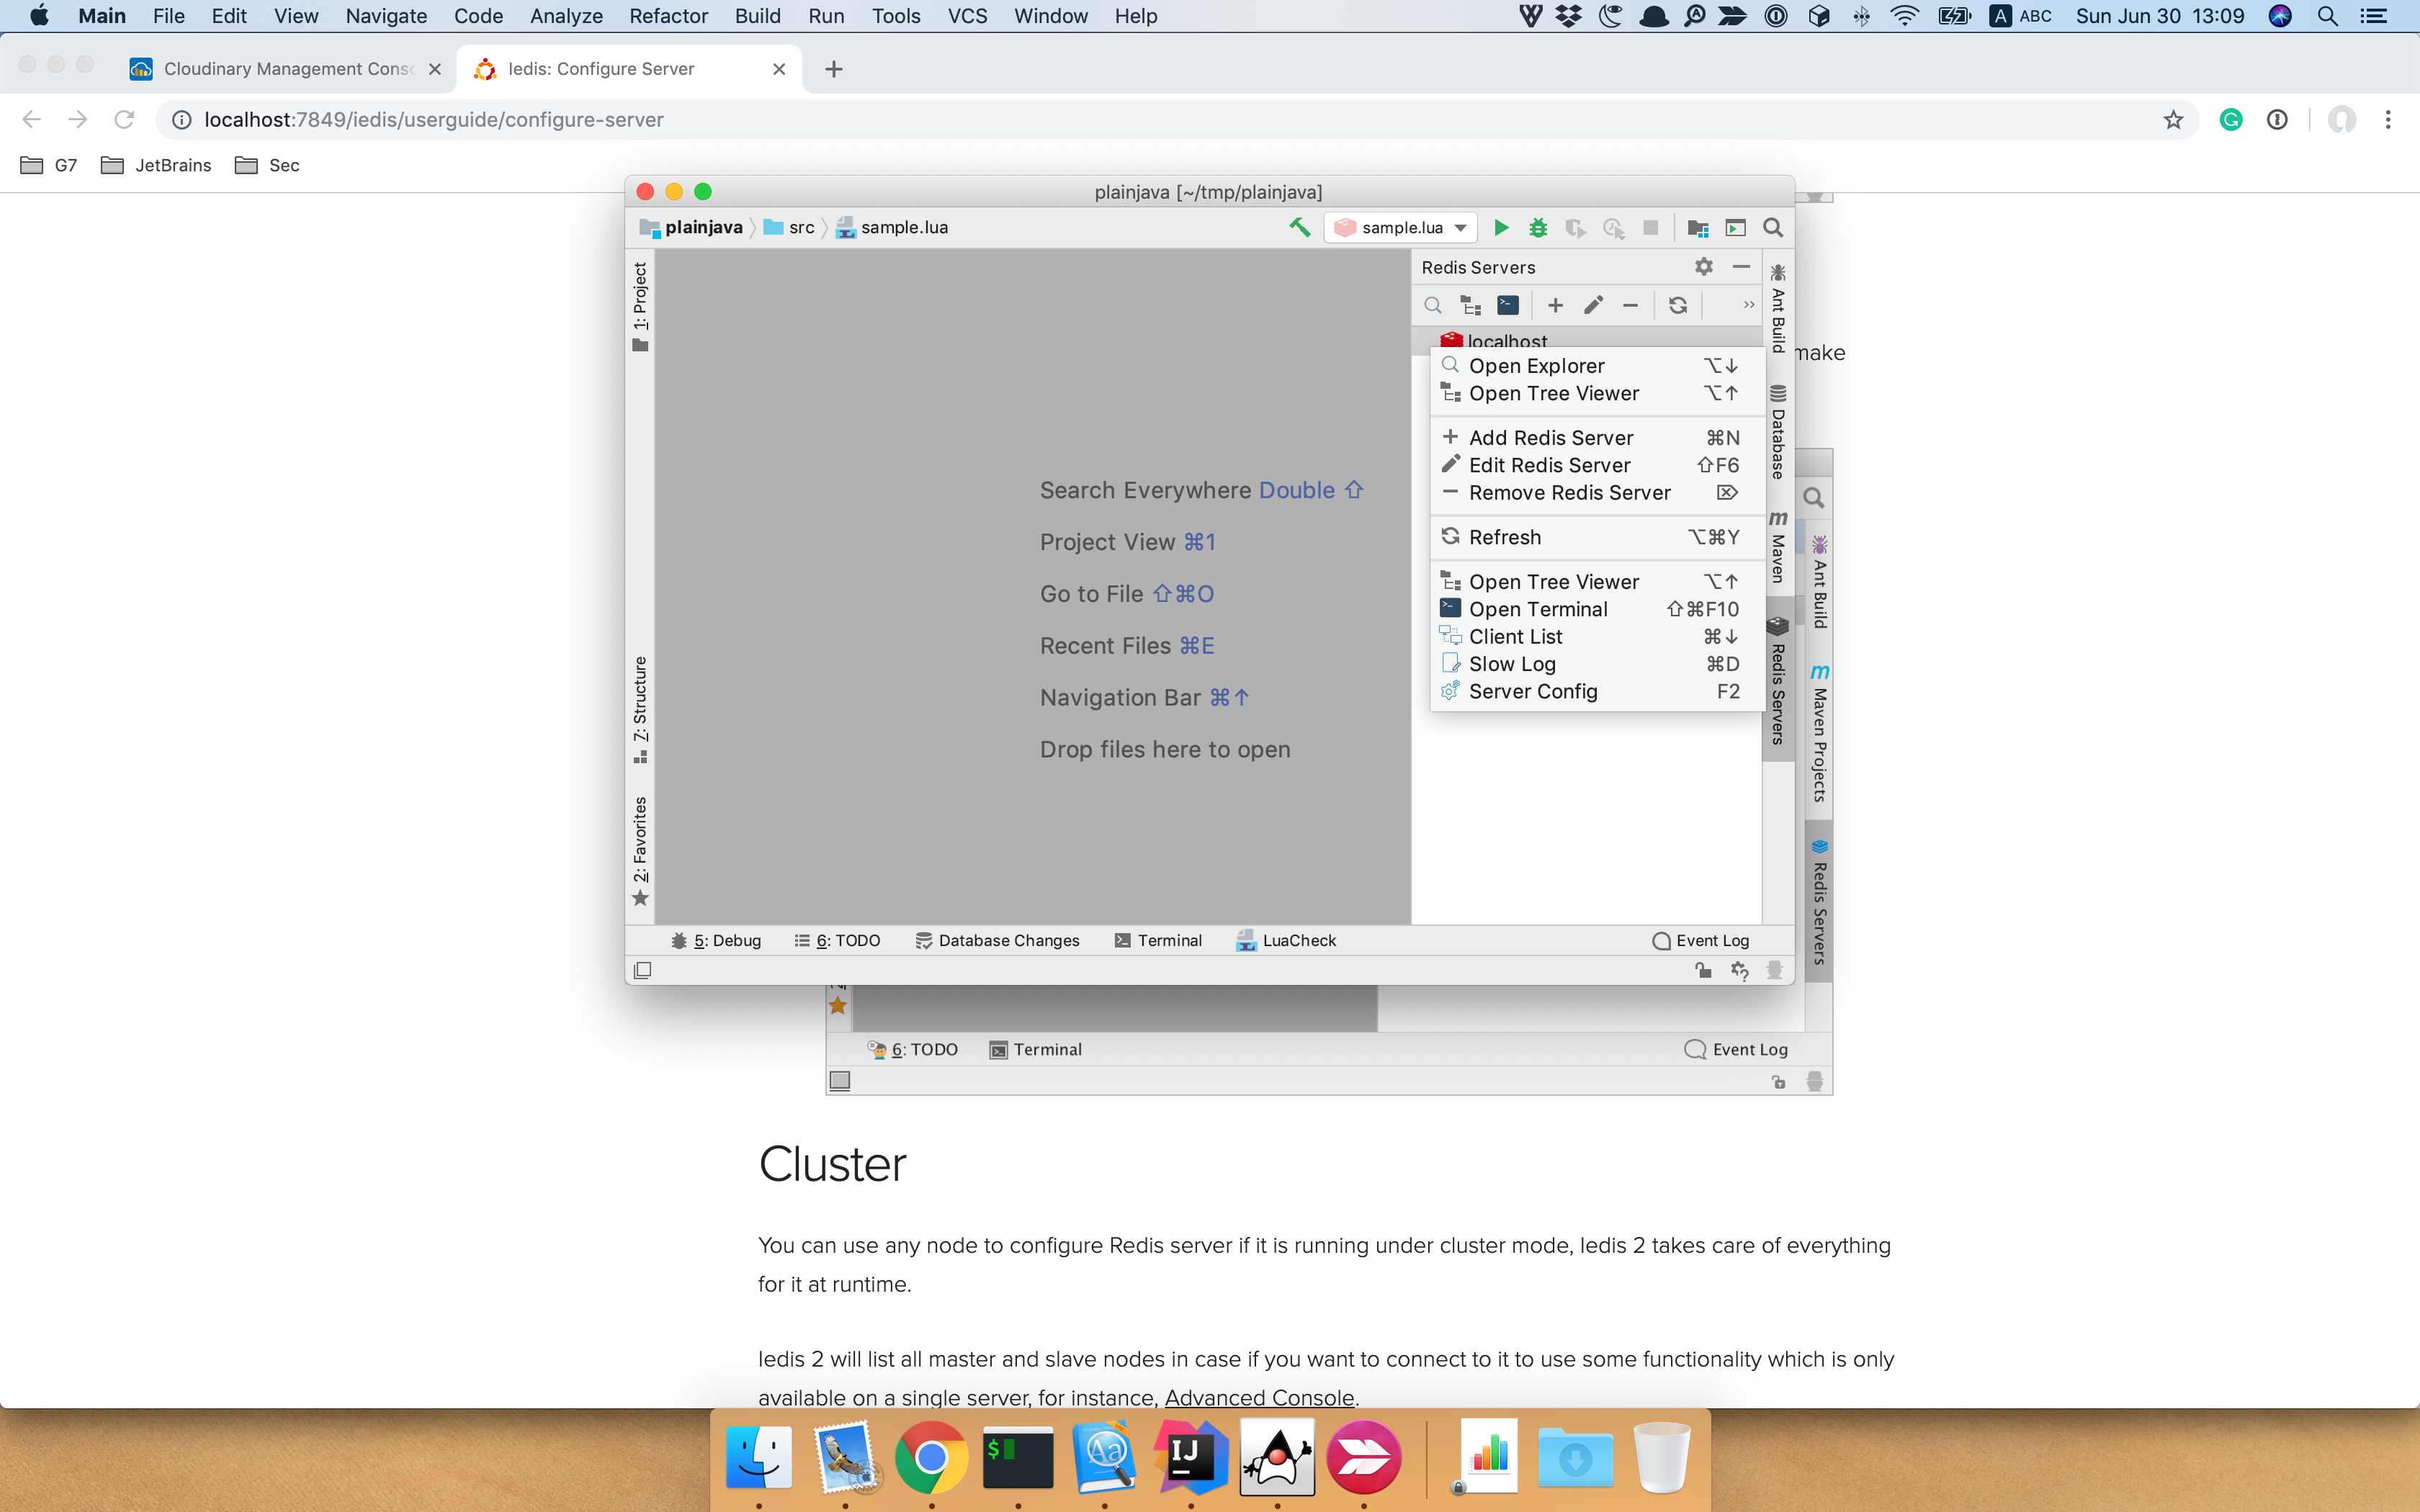 Main File Edit View Navigate Code Analyze Refactor Build Run Tools VCS Window Help
A ABC Sun Jun 30 13:09
Cloudinary Management Conso
Iedis: Configure Server
localhost:7849/iedis/userguide/configure-server
G7 JetBrains Sec
plainjava [~/tmp/plainjava]
plainjava src sample.lua
sample.lua
1: Project
7: Structure
2: Favorites
Search Everywhere Double ⇧
Project View ⌘1
Go to File ⇧⌘O
Recent Files ⌘E
Navigation Bar ⌘↑
Drop files here to open
Redis Servers
localhost
Open Explorer ⌥↓
Open Tree Viewer ⌥↑
Add Redis Server ⌘N
Edit Redis Server ⇧F6
Remove Redis Server ⌦
Refresh ⌥⌘Y
Open Tree Viewer ⌥↑
Open Terminal ⇧⌘F10
Client List ⌘↓
Slow Log ⌘D
Server Config F2
Ant Build
Database
m Maven
Redis Servers
make
Ant Build
m Maven Projects
Redis Servers
5: Debug 6: TODO Database Changes Terminal LuaCheck Event Log
6: TODO Terminal Event Log
Cluster
You can use any node to configure Redis server if it is running under cluster mode, Iedis 2 takes care of everything
for it at runtime.
Iedis 2 will list all master and slave nodes in case if you want to connect to it to use some functionality which is only
available on a single server, for instance, Advanced Console.
$ Aa IJ